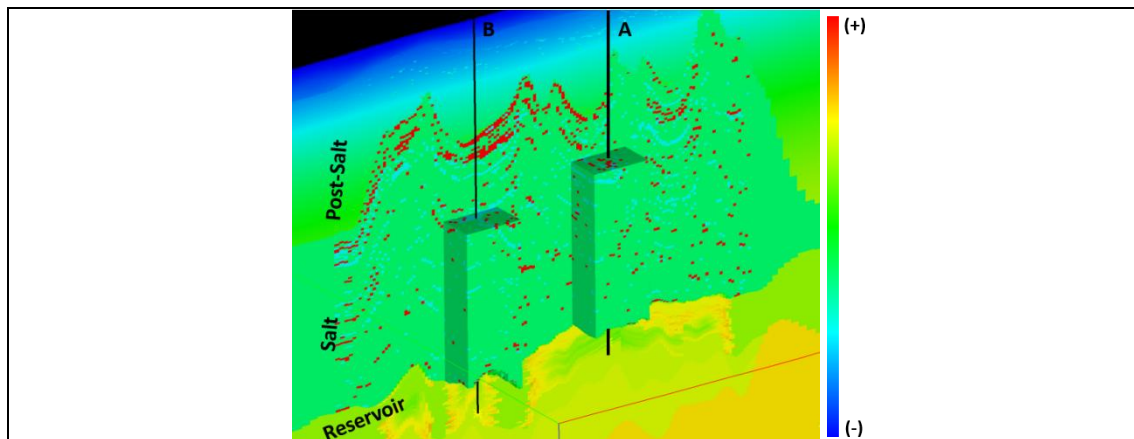 B
A
(+)
Post-Salt
Salt
Reservoir
(-)